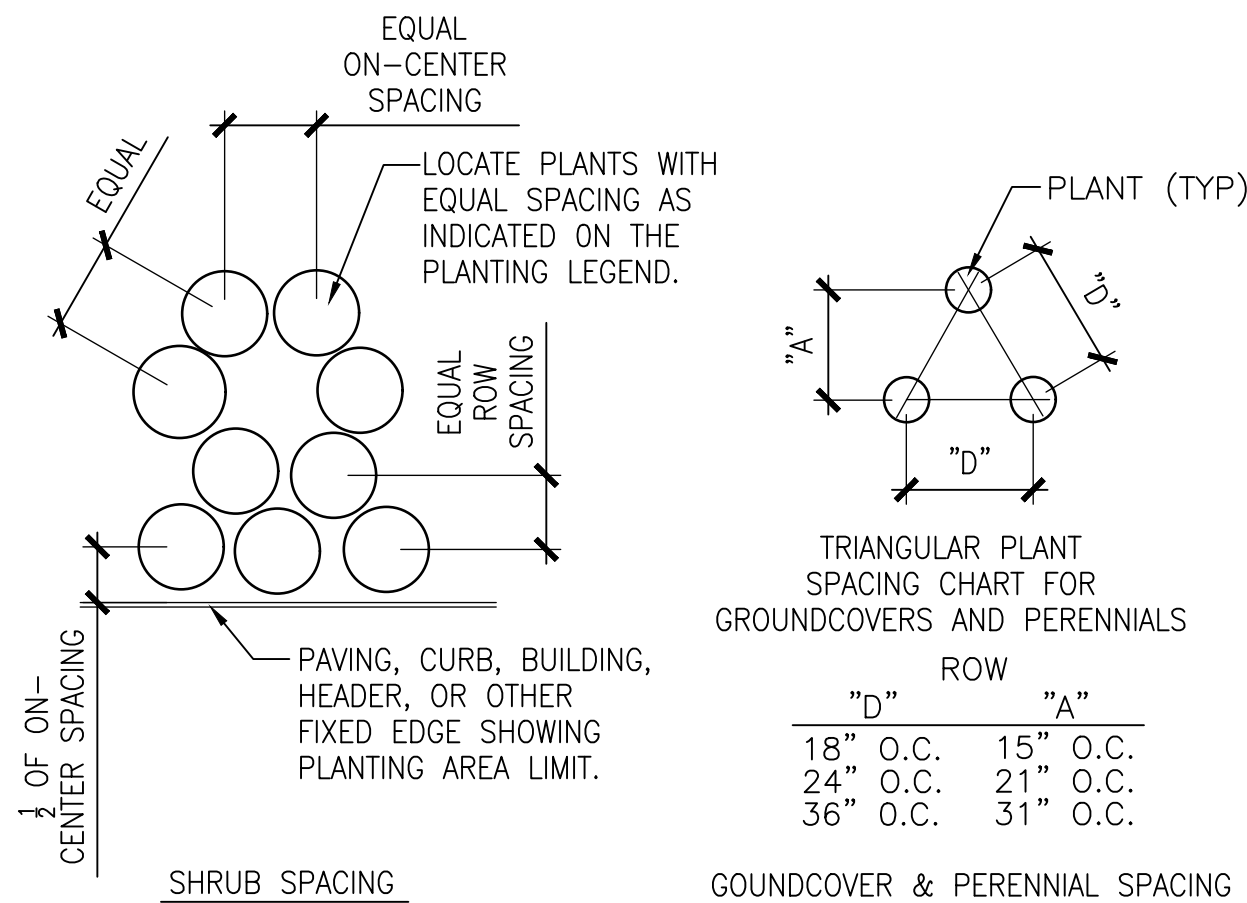 EQUAL
ON-CENTER
SPACING
EQUAL
LOCATE PLANTS WITH
EQUAL SPACING AS
INDICATED ON THE
PLANTING LEGEND.
EQUAL
ROW
SPACING
½ OF ON-
CENTER SPACING
PAVING, CURB, BUILDING,
HEADER, OR OTHER
FIXED EDGE SHOWING
PLANTING AREA LIMIT.
SHRUB SPACING
PLANT (TYP)
"A"
"D"
"D"
TRIANGULAR PLANT
SPACING CHART FOR
GROUNDCOVERS AND PERENNIALS
ROW
"D" "A"
18" O.C. 15" O.C.
24" O.C. 21" O.C.
36" O.C. 31" O.C.
GOUNDCOVER & PERENNIAL SPACING